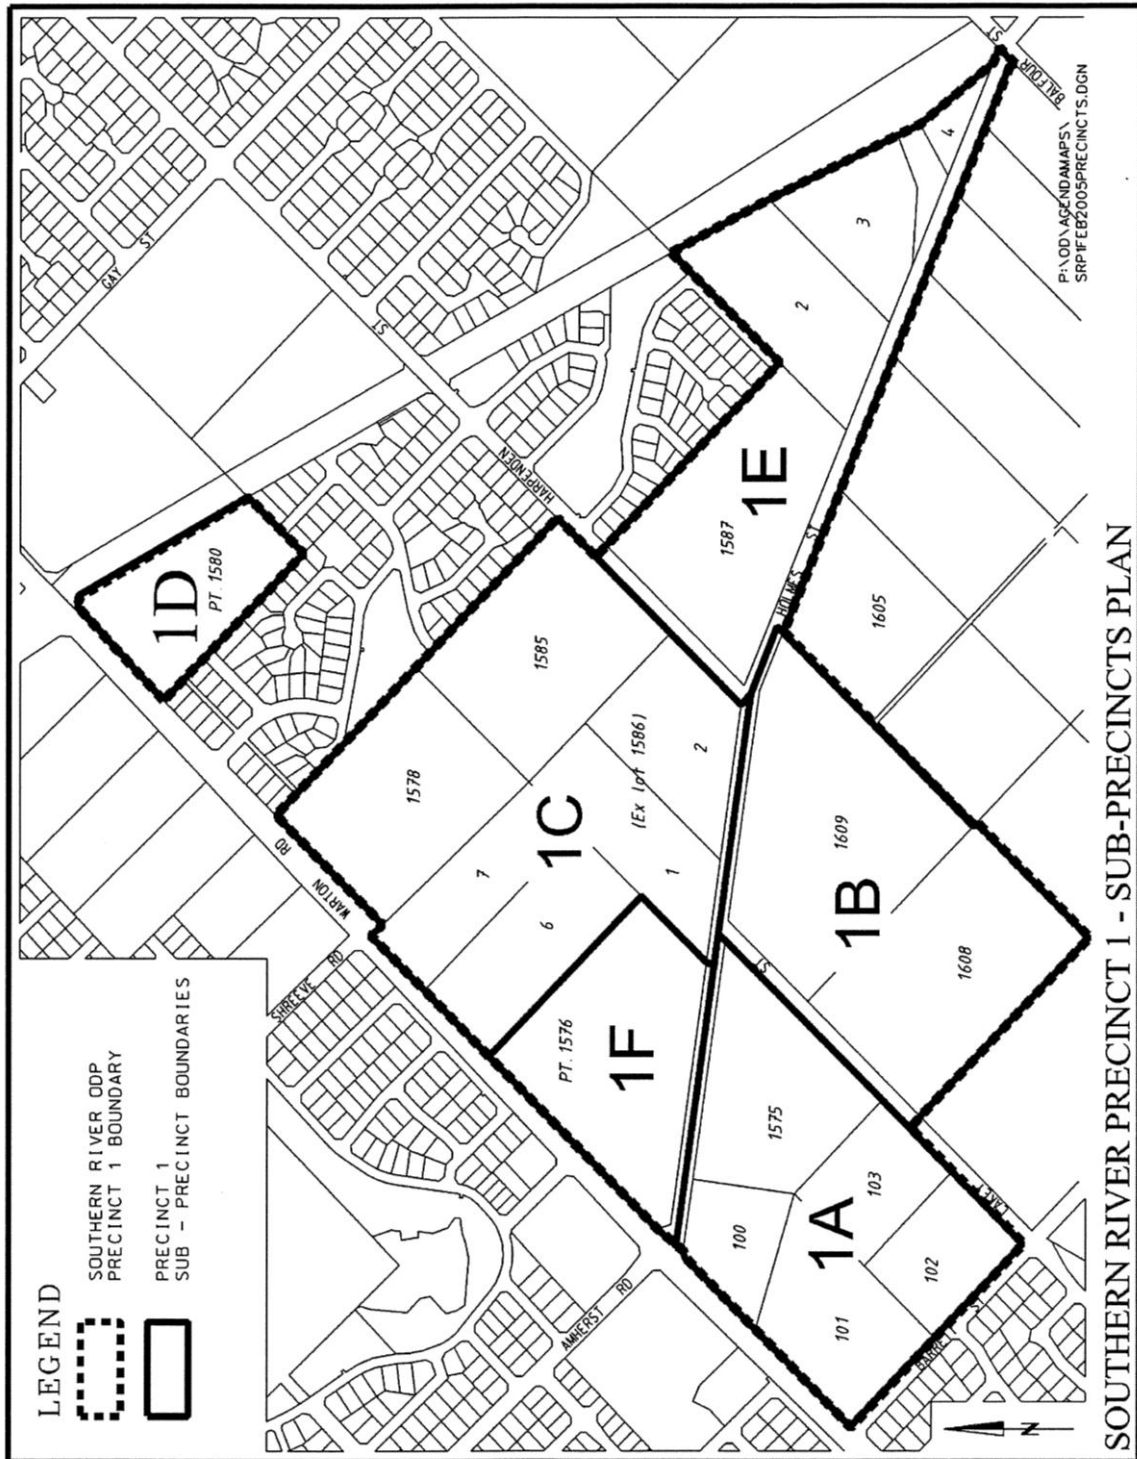 LEGEND
SOUTHERN RIVER ODP
PRECINCT 1 BOUNDARY
PRECINCT 1
SUB - PRECINCT BOUNDARIES
GAY ST
ST
HARPENDEN
WARTON
RD
SHREEVE RD
AMHERST RD
BARRETT ST
LAKEY
ST
HOLMES ST
BALFOUR
ST
1D
PT. 1580
1C
1578
1585
7
6
(Ex lot 1586)
1
2
1F
PT. 1576
1E
1587
2
3
4
1605
1B
1609
1608
1A
1575
100
101
102
103
N
P:\OD\AGENDAMAPS\
SRP1FEB2005PRECINCTS.DGN
SOUTHERN RIVER PRECINCT 1 - SUB-PRECINCTS PLAN